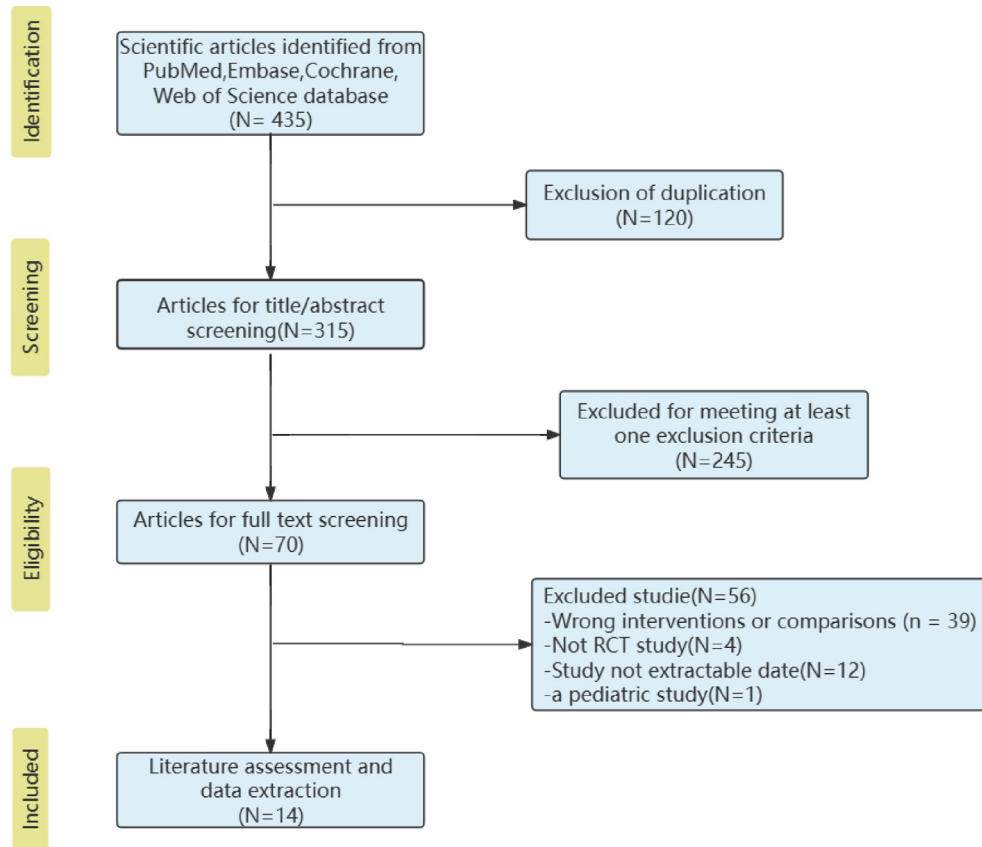 Identification
Scientific articles identified from
PubMed,Embase,Cochrane,
Web of Science database
(N= 435)
Exclusion of duplication
(N=120)
Screening
Articles for title/abstract
screening(N=315)
Excluded for meeting at least
one exclusion criteria
(N=245)
Eligibility
Articles for full text screening
(N=70)
Excluded studie(N=56)
-Wrong interventions or comparisons (n = 39)
-Not RCT study(N=4)
-Study not extractable date(N=12)
-a pediatric study(N=1)
Included
Literature assessment and
data extraction
(N=14)